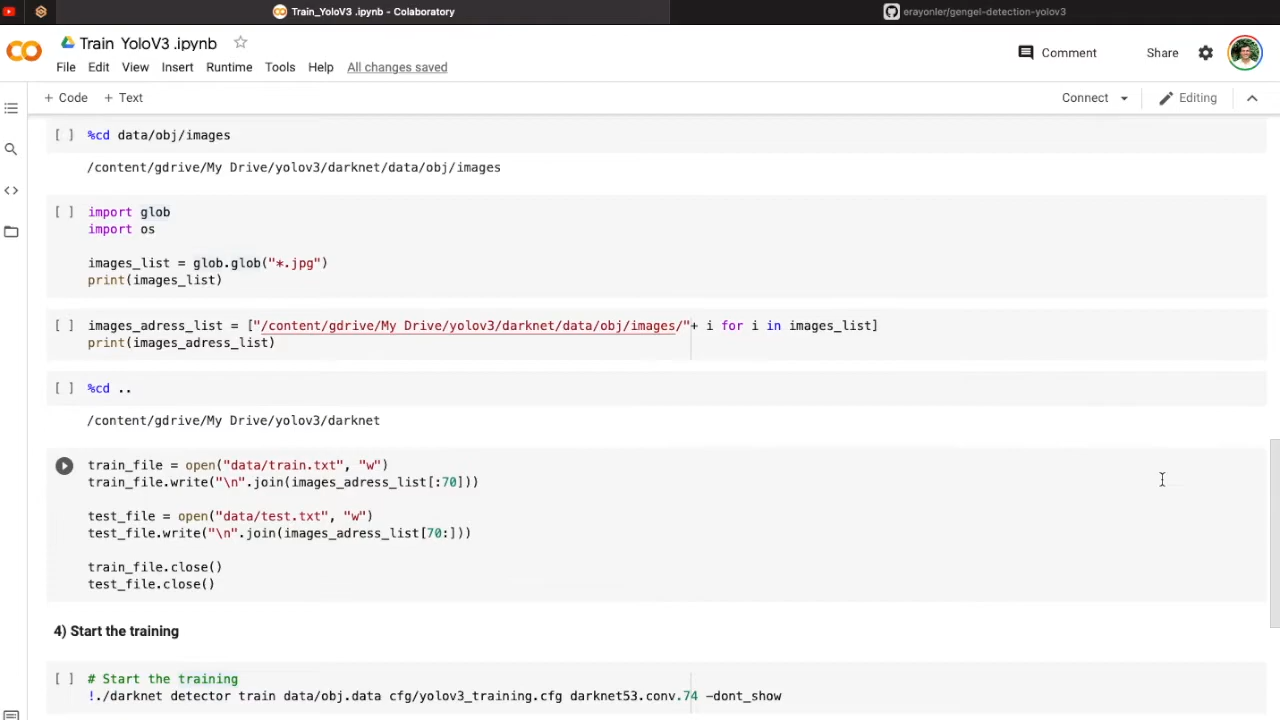 Train_YoloV3 .ipynb - Colaboratory
erayonler/gengel-detection-yolov3
Train YoloV3 .ipynb
Comment
Share
File Edit View Insert Runtime Tools Help All changes saved
+ Code + Text
Connect
Editing
[ ] %cd data/obj/images
/content/gdrive/My Drive/yolov3/darknet/data/obj/images
[ ] import glob
import os
images_list = glob.glob("*.jpg")
print(images_list)
[ ] images_adress_list = ["/content/gdrive/My Drive/yolov3/darknet/data/obj/images/"+ i for i in images_list]
print(images_adress_list)
[ ] %cd ..
/content/gdrive/My Drive/yolov3/darknet
train_file = open("data/train.txt", "w")
train_file.write("\n".join(images_adress_list[:70]))
test_file = open("data/test.txt", "w")
test_file.write("\n".join(images_adress_list[70:]))
train_file.close()
test_file.close()
4) Start the training
[ ] # Start the training
!./darknet detector train data/obj.data cfg/yolov3_training.cfg darknet53.conv.74 -dont_show